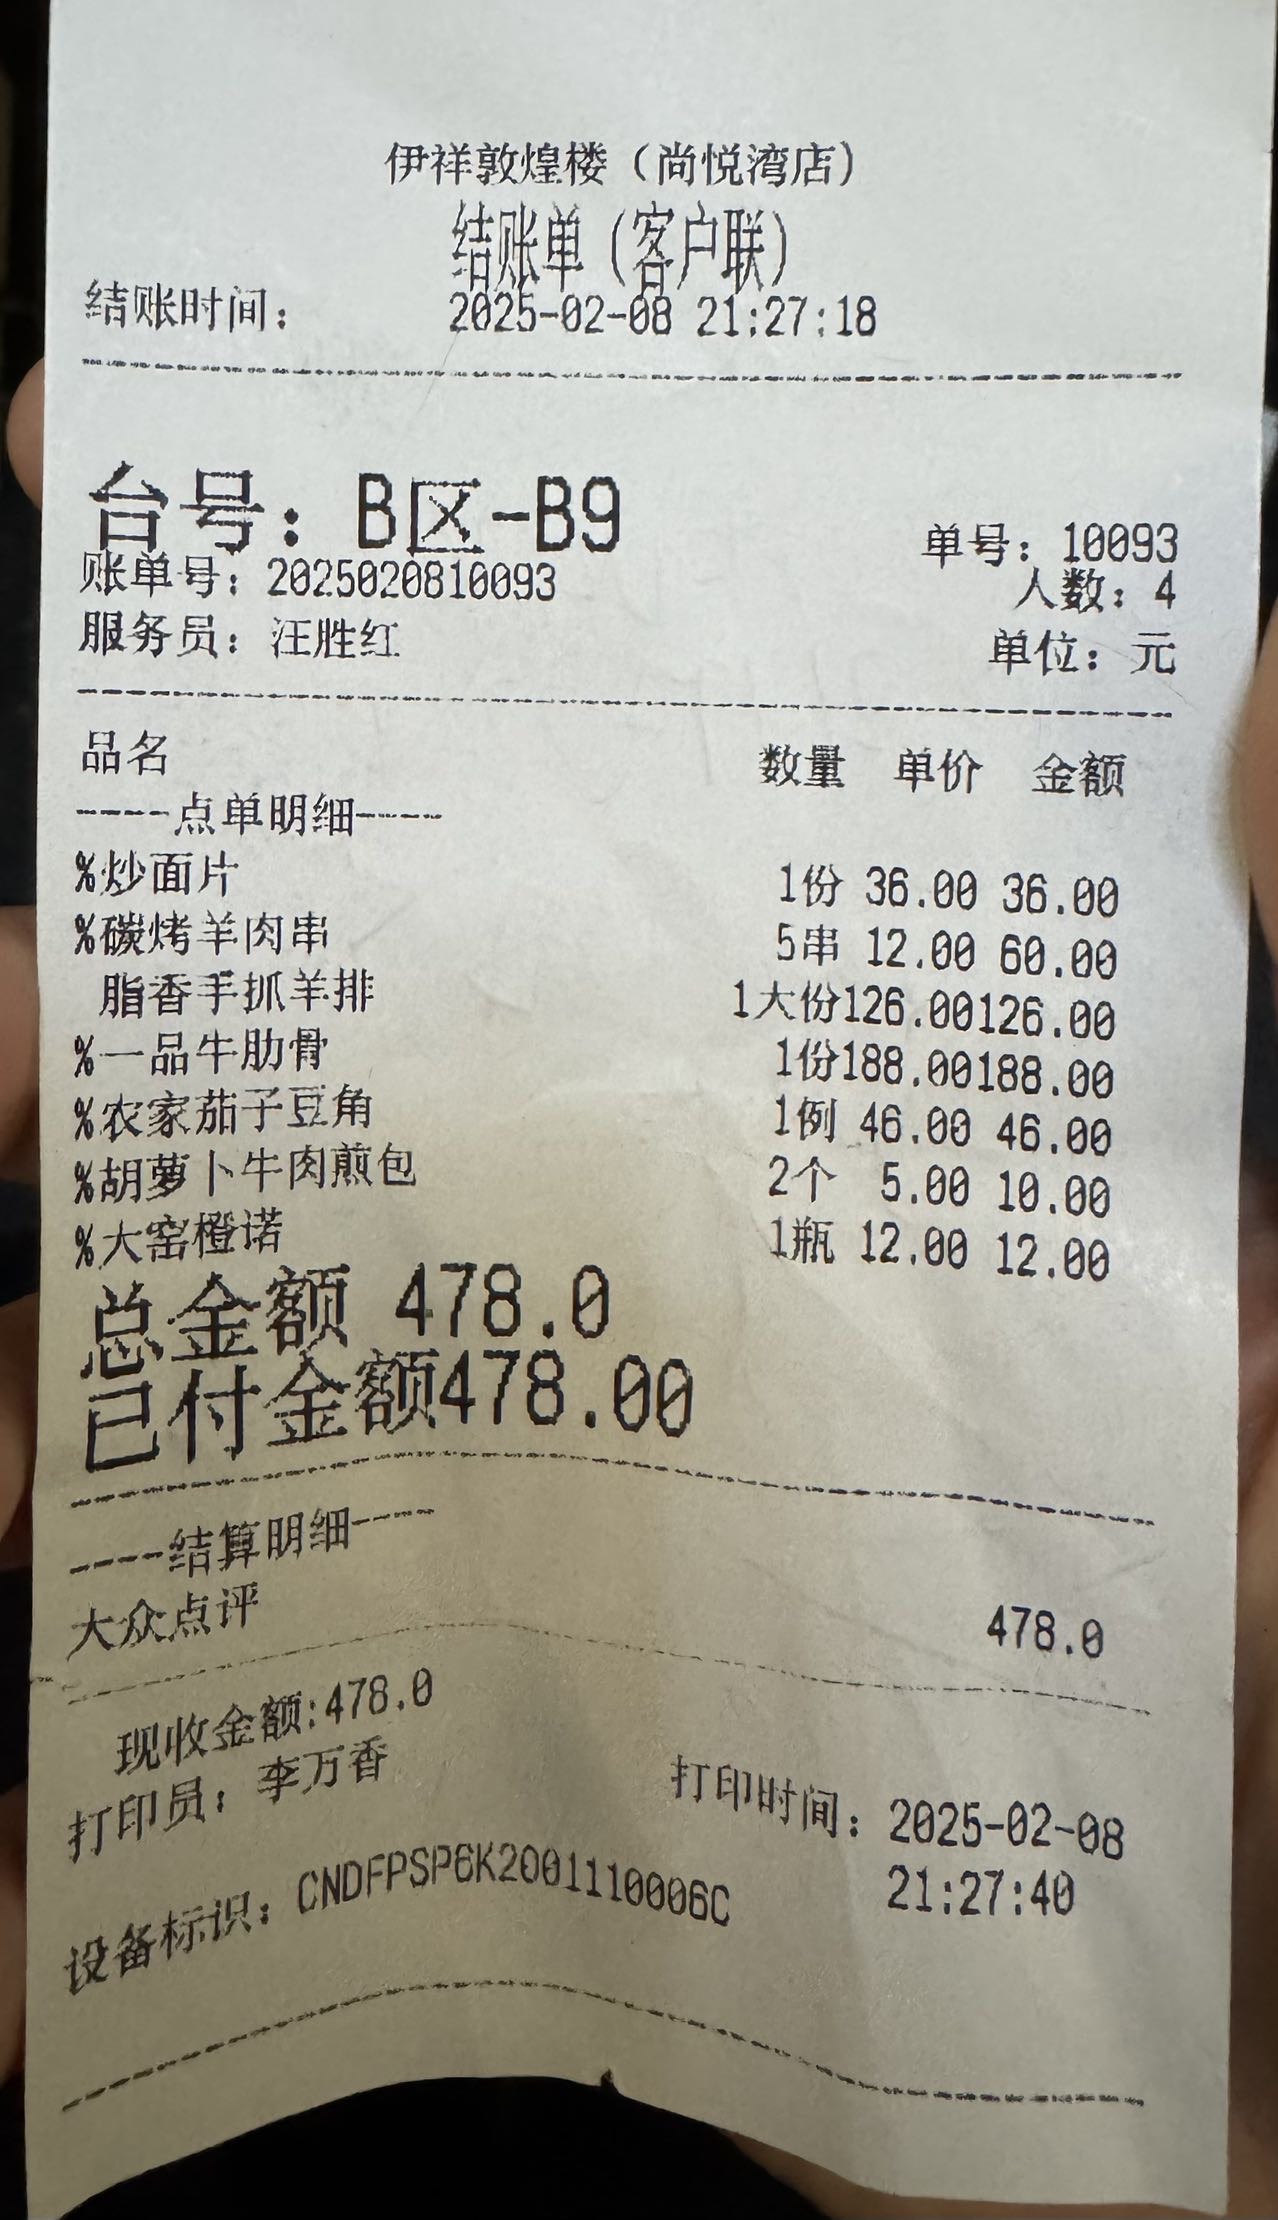 伊祥敦煌楼（尚悦湾店）
结账单（客户联）
结账时间： 2025-02-08 21:27:18
台号：B区-B9
单号：10093
账单号：2025020810093
人数：4
服务员：汪胜红
单位：元
品名 数量 单价 金额
----点单明细----
%炒面片 1份 36.00 36.00
%碳烤羊肉串 5串 12.00 60.00
脂香手抓羊排 1大份126.00126.00
%一品牛肋骨 1份188.00188.00
%农家茄子豆角 1例 46.00 46.00
%胡萝卜牛肉煎包 2个 5.00 10.00
%大窑橙诺 1瓶 12.00 12.00
总金额 478.0
已付金额478.00
----结算明细----
大众点评 478.0
现收金额:478.0
打印员：李万香 打印时间：2025-02-08
21:27:40
设备标识：CNDFPSP6K2001110006C